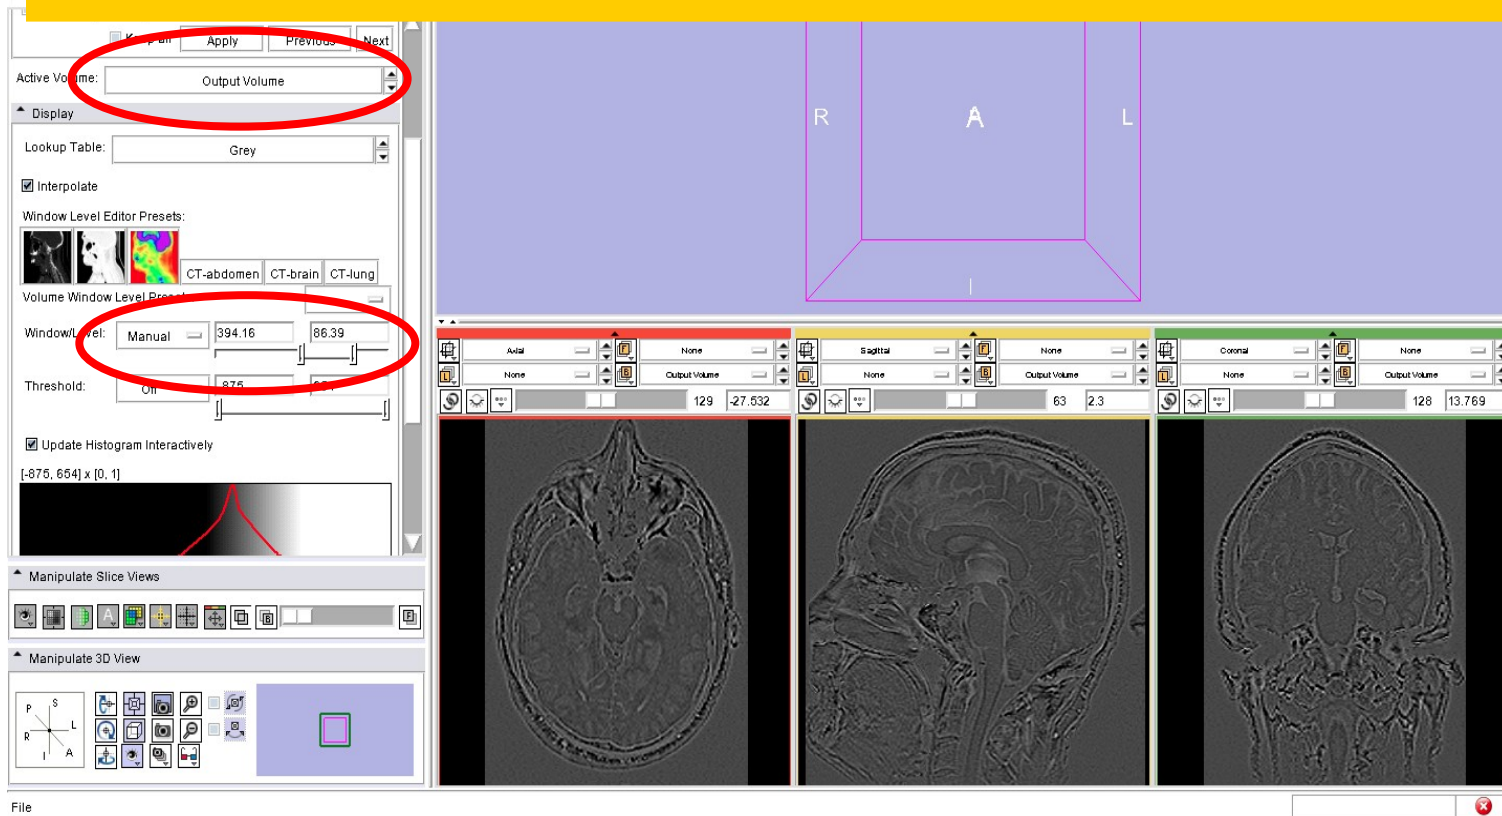 Apply Previous Next
Active Volume: Output Volume
Display
Lookup Table: Grey
Interpolate
Window Level Editor Presets:
CT-abdomen CT-brain CT-lung
Volume Window Level
Window/Level: Manual 394.16 86.39
Threshold: Off -875
Update Histogram Interactively
[-875, 654] x [0, 1]
Manipulate Slice Views
A B F
Manipulate 3D View
P S L R I A
R A L
I
Axial F None
L None B Output Volume
129 -27.532
Sagittal F None
L None B Output Volume
63 2.3
Coronal F None
L None B Output Volume
128 13.769
File